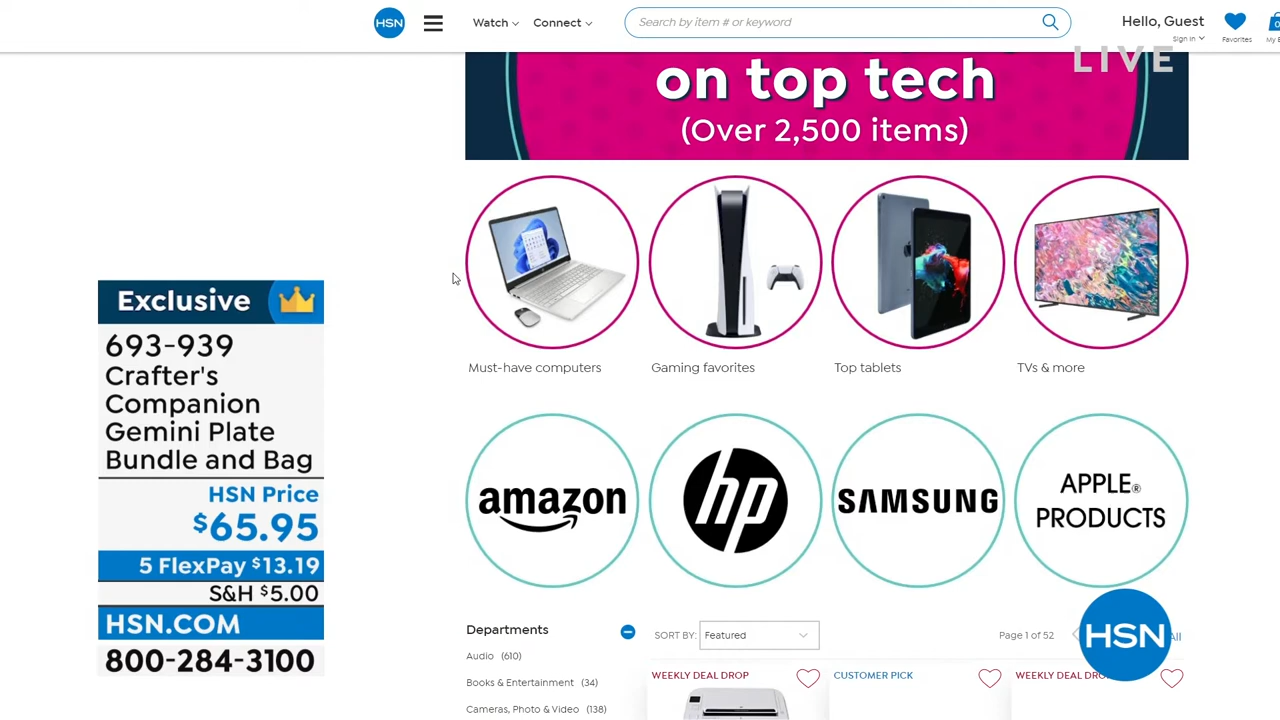 HSN
Watch
Connect
Search by item # or keyword
Hello, Guest
Sign In
Favorites
LIVE
on top tech
(Over 2,500 items)
Must-have computers
Gaming favorites
Top tablets
TVs & more
Exclusive
693-939
Crafter's
Companion
Gemini Plate
Bundle and Bag
HSN Price
$65.95
5 FlexPay $13.19
S&H $5.00
HSN.COM
800-284-3100
amazon
hp
SAMSUNG
APPLE®
PRODUCTS
Departments
SORT BY: Featured
Page 1 of 52
HSN
Audio (610)
Books & Entertainment (34)
Cameras, Photo & Video (138)
WEEKLY DEAL DROP
CUSTOMER PICK
WEEKLY DEAL